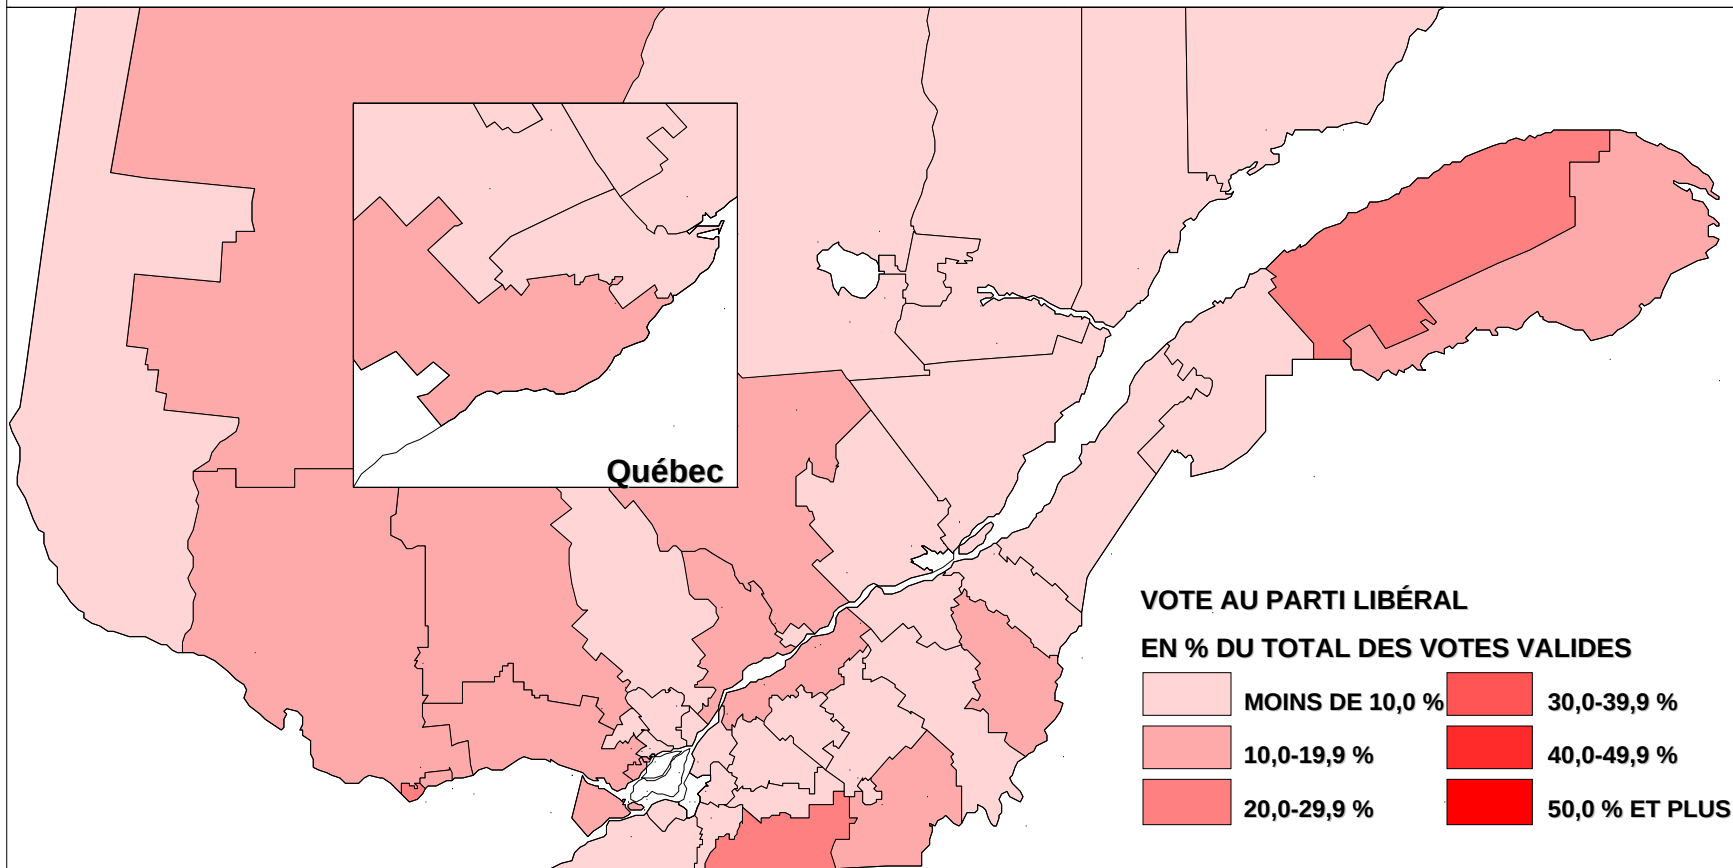 Québec
VOTE AU PARTI LIBÉRAL
EN % DU TOTAL DES VOTES VALIDES
MOINS DE 10,0 %
10,0-19,9 %
20,0-29,9 %
30,0-39,9 %
40,0-49,9 %
50,0 % ET PLUS